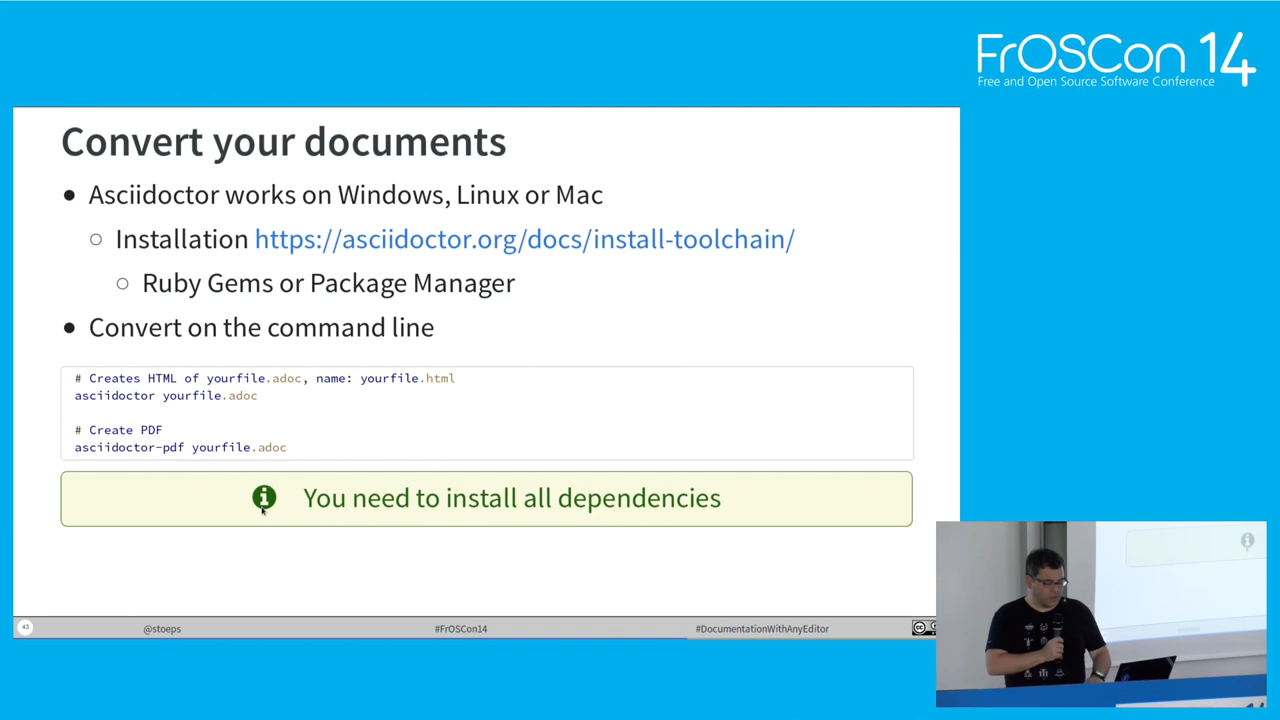 FrOSCon 14
Free and Open Source Software Conference
Convert your documents
Asciidoctor works on Windows, Linux or Mac
Installation https://asciidoctor.org/docs/install-toolchain/
Ruby Gems or Package Manager
Convert on the command line
# Creates HTML of yourfile.adoc, name: yourfile.html
asciidoctor yourfile.adoc
# Create PDF
asciidoctor-pdf yourfile.adoc
You need to install all dependencies
43
@stoeps
#FrOSCon14
#DocumentationWithAnyEditor
cc